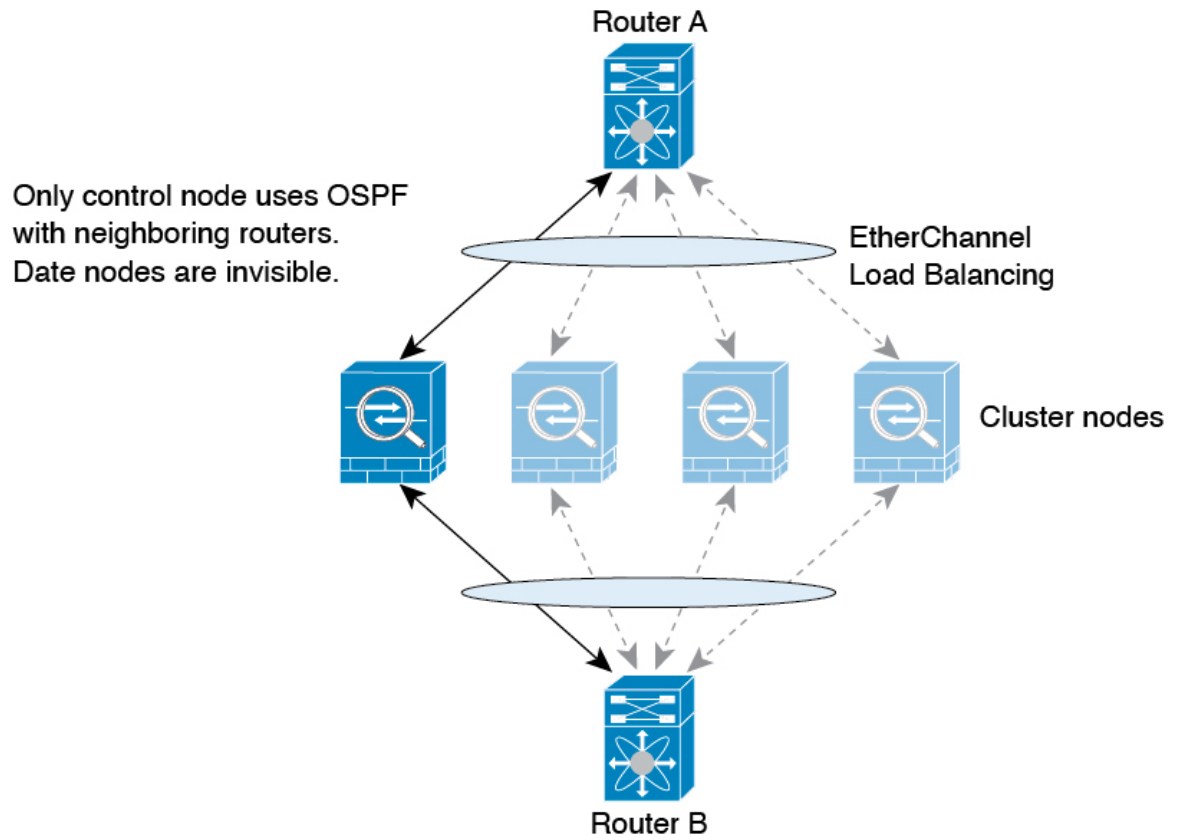 Router A
Only control node uses OSPF
with neighboring routers.
Date nodes are invisible.
EtherChannel
Load Balancing
Cluster nodes
Router B